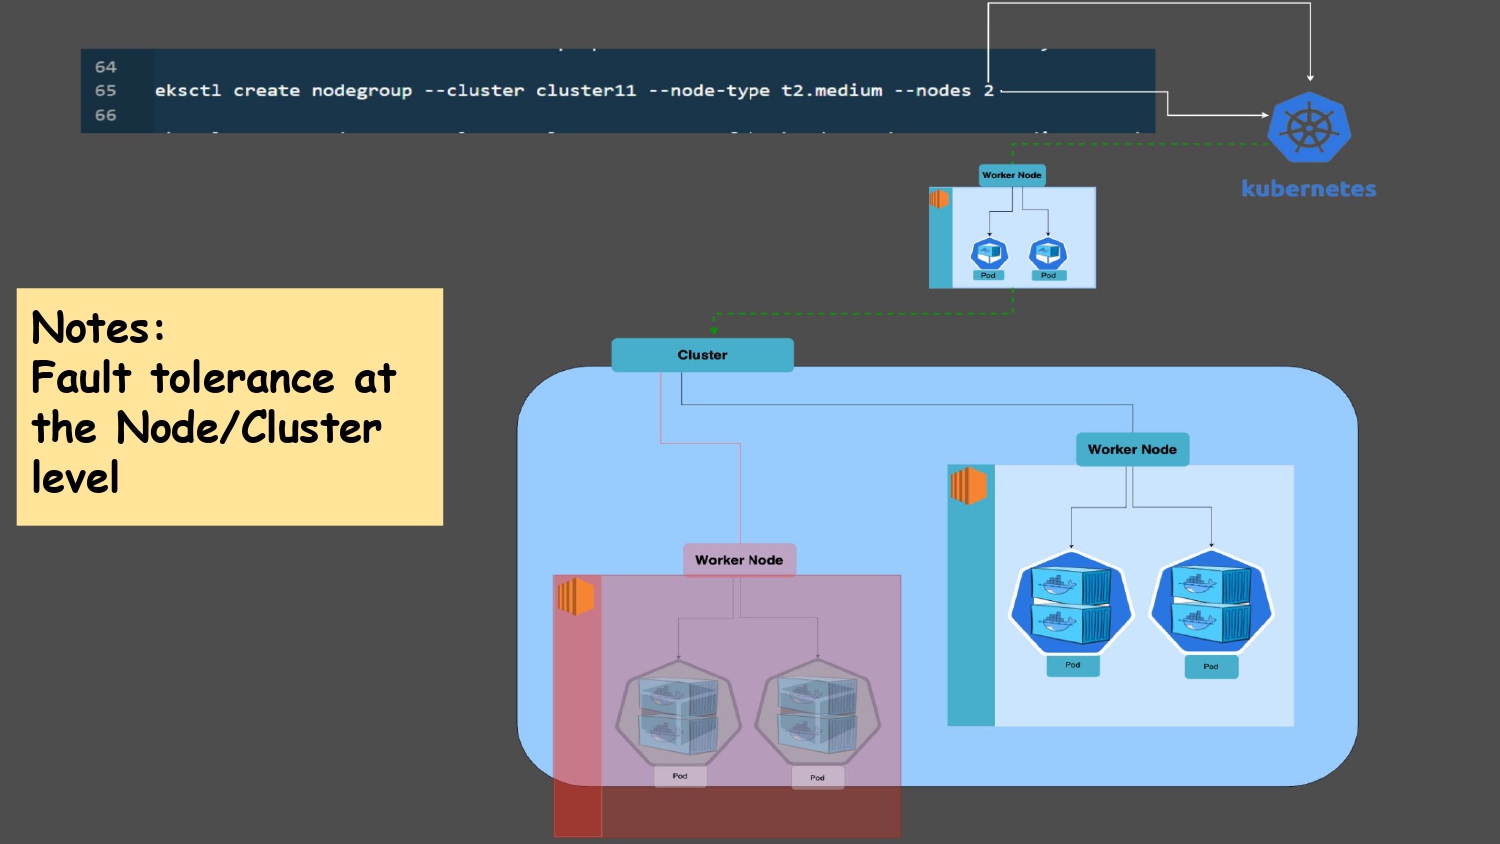 64
65 eksctl create nodegroup --cluster cluster11 --node-type t2.medium --nodes 2
66
kubernetes
Worker Node
Pod Pod
Notes:
Fault tolerance at
the Node/Cluster
level
Cluster
Worker Node
Pod Pod
Worker Node
Pod Pod